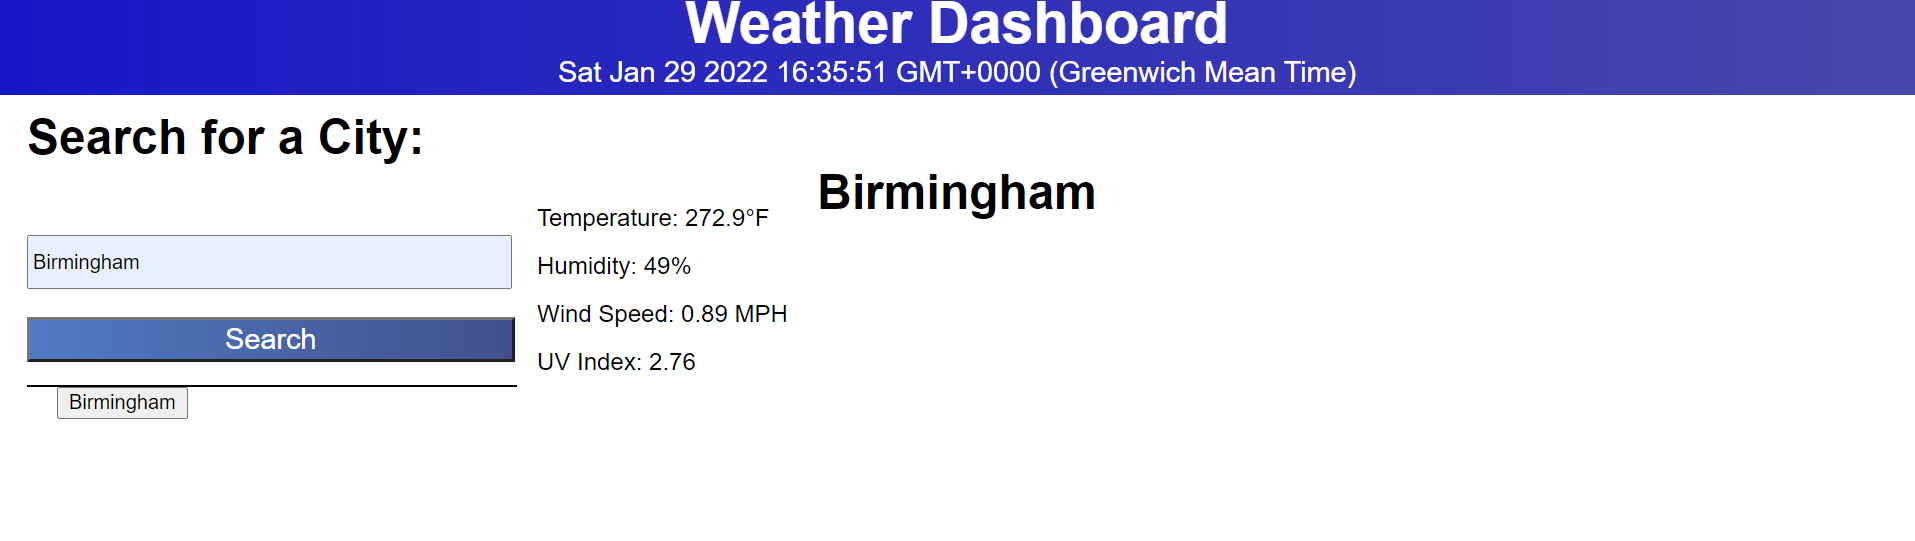 Weather Dashboard
Sat Jan 29 2022 16:35:51 GMT+0000 (Greenwich Mean Time)
Search for a City:
Birmingham
Search
Birmingham
Birmingham
Temperature: 272.9°F
Humidity: 49%
Wind Speed: 0.89 MPH
UV Index: 2.76